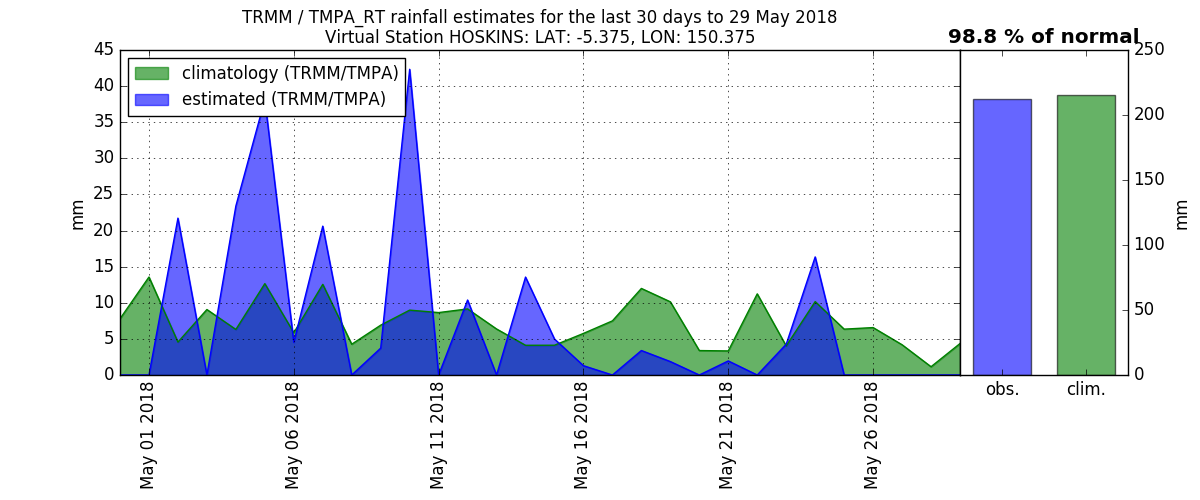 TRMM / TMPA_RT rainfall estimates for the last 30 days to 29 May 2018
Virtual Station HOSKINS: LAT: -5.375, LON: 150.375
98.8 % of normal
climatology (TRMM/TMPA)
estimated (TRMM/TMPA)
mm
45
40
35
30
25
20
15
10
5
0
May 01 2018
May 06 2018
May 11 2018
May 16 2018
May 21 2018
May 26 2018
250
200
150
100
50
0
mm
obs.
clim.